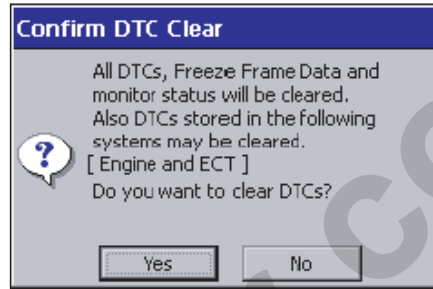 Confirm DTC Clear
All DTCs, Freeze Frame Data and
monitor status will be cleared.
Also DTCs stored in the following
systems may be cleared.
[ Engine and ECT ]
Do you want to clear DTCs?
Yes No